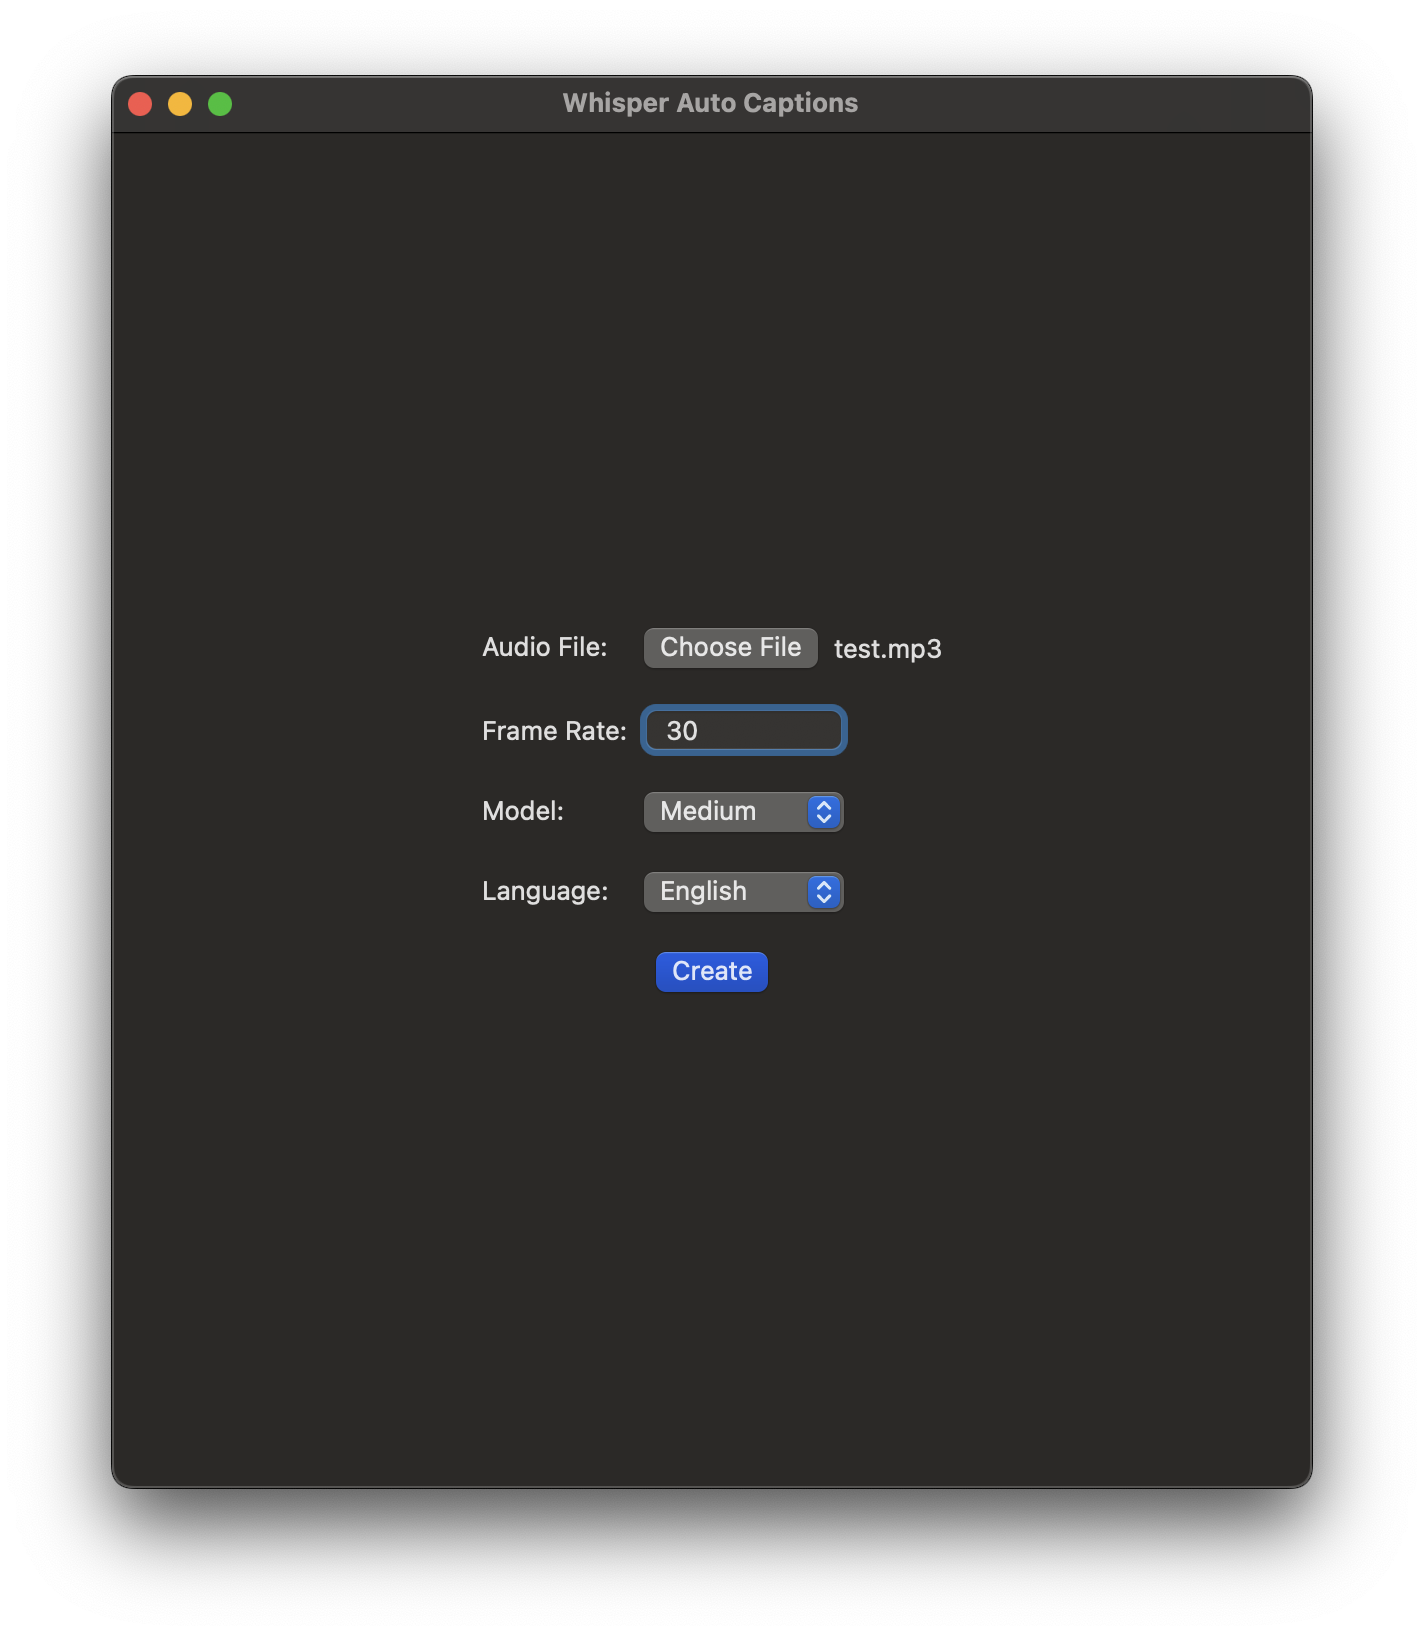 Whisper Auto Captions
Audio File: Choose File test.mp3
Frame Rate: 30
Model: Medium
Language: English
Create